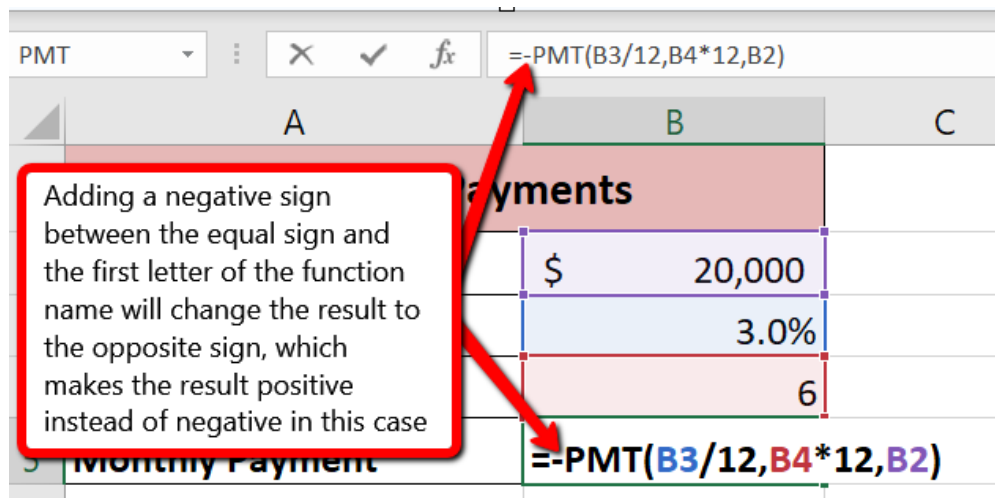 PMT
fx
=-PMT(B3/12,B4*12,B2)
A B C
Payments
Adding a negative sign
between the equal sign and
the first letter of the function
name will change the result to
the opposite sign, which
makes the result positive
instead of negative in this case
$ 20,000
3.0%
6
5 Monthly Payment =-PMT(B3/12,B4*12,B2)